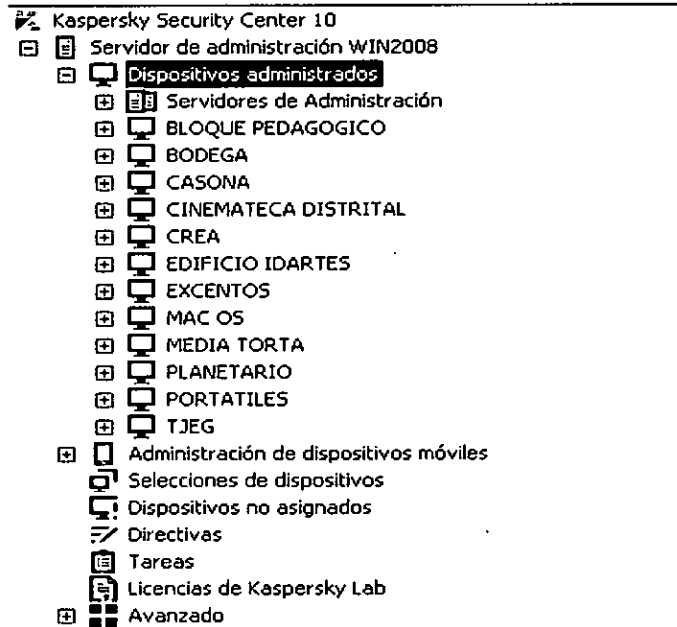 Kaspersky Security Center 10
Servidor de administración WIN2008
Dispositivos administrados
Servidores de Administración
BLOQUE PEDAGOGICO
BODEGA
CASONA
CINEMATECA DISTRITAL
CREA
EDIFICIO IDARTES
EXCENTOS
MAC OS
MEDIA TORTA
PLANETARIO
PORTATILES
TJEG
Administración de dispositivos móviles
Selecciones de dispositivos
Dispositivos no asignados
Directivas
Tareas
Licencias de Kaspersky Lab
Avanzado